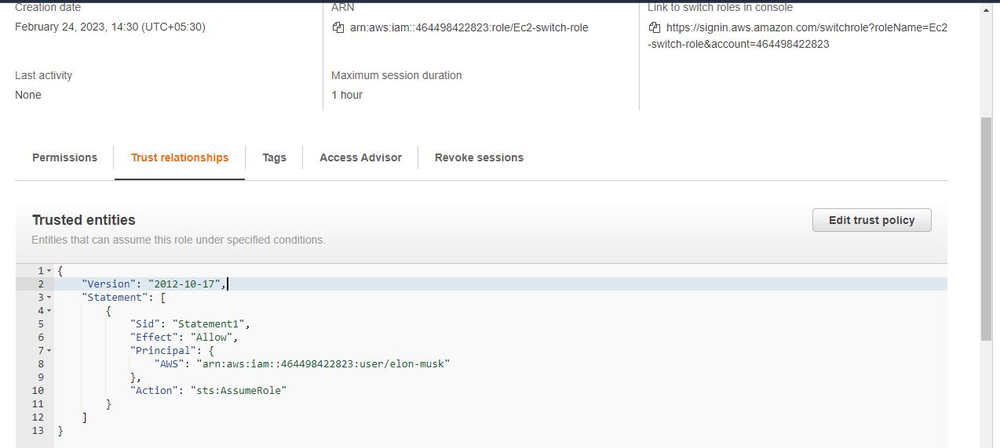 Creation date
February 24, 2023, 14:30 (UTC+05:30)
Last activity
None
ARN
arn:aws:iam::464498422823:role/Ec2-switch-role
Maximum session duration
1 hour
Link to switch roles in console
https://signin.aws.amazon.com/switchrole?roleName=Ec2
-switch-role&account=464498422823
Permissions
Trust relationships
Tags
Access Advisor
Revoke sessions
Trusted entities
Entities that can assume this role under specified conditions.
Edit trust policy
1 {
2     "Version": "2012-10-17",
3     "Statement": [
4         {
5             "Sid": "Statement1",
6             "Effect": "Allow",
7             "Principal": {
8                 "AWS": "arn:aws:iam::464498422823:user/elon-musk"
9             },
10             "Action": "sts:AssumeRole"
11         }
12     ]
13 }